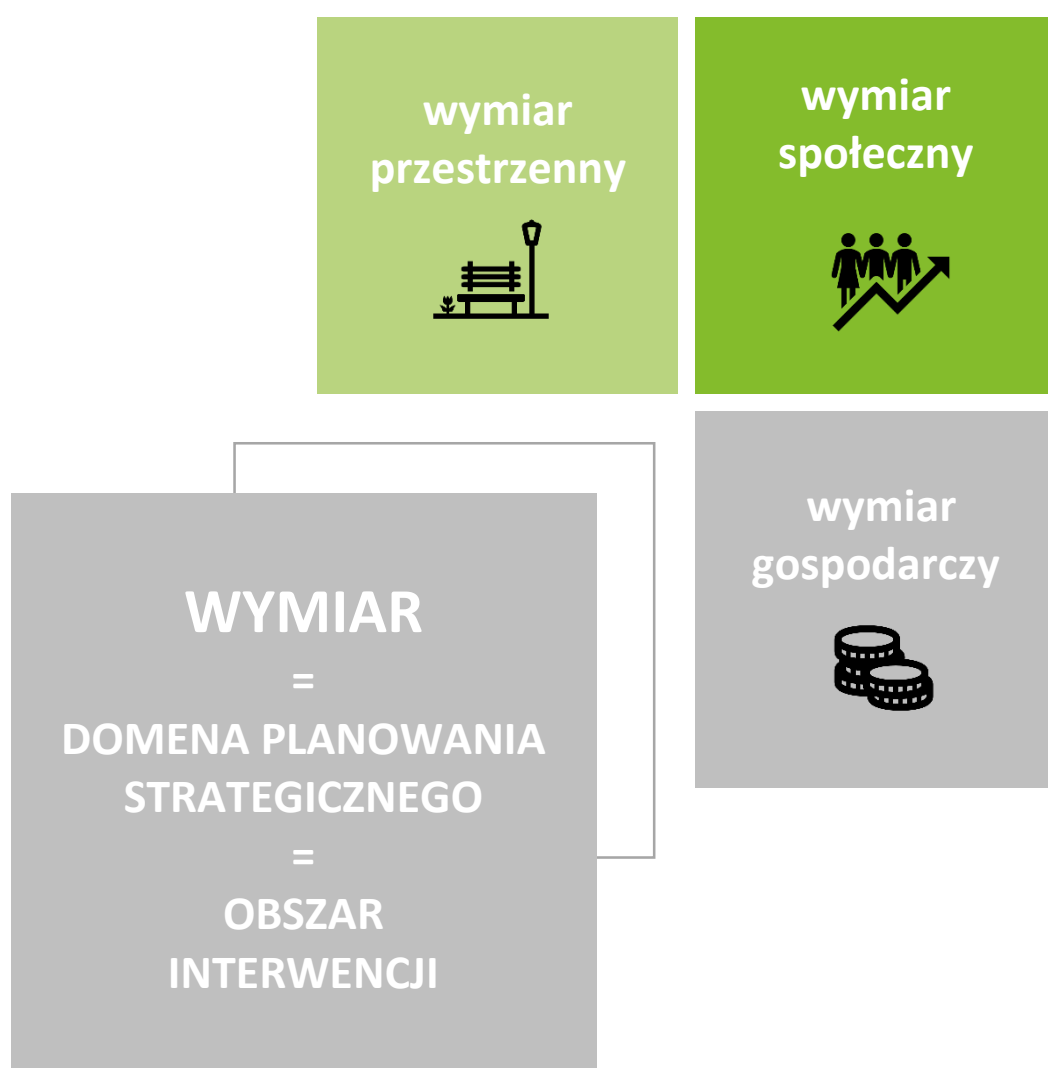 wymiar
przestrzenny
wymiar
społeczny
wymiar
gospodarczy
WYMIAR
=
DOMENA PLANOWANIA
STRATEGICZNEGO
=
OBSZAR
INTERWENCJI